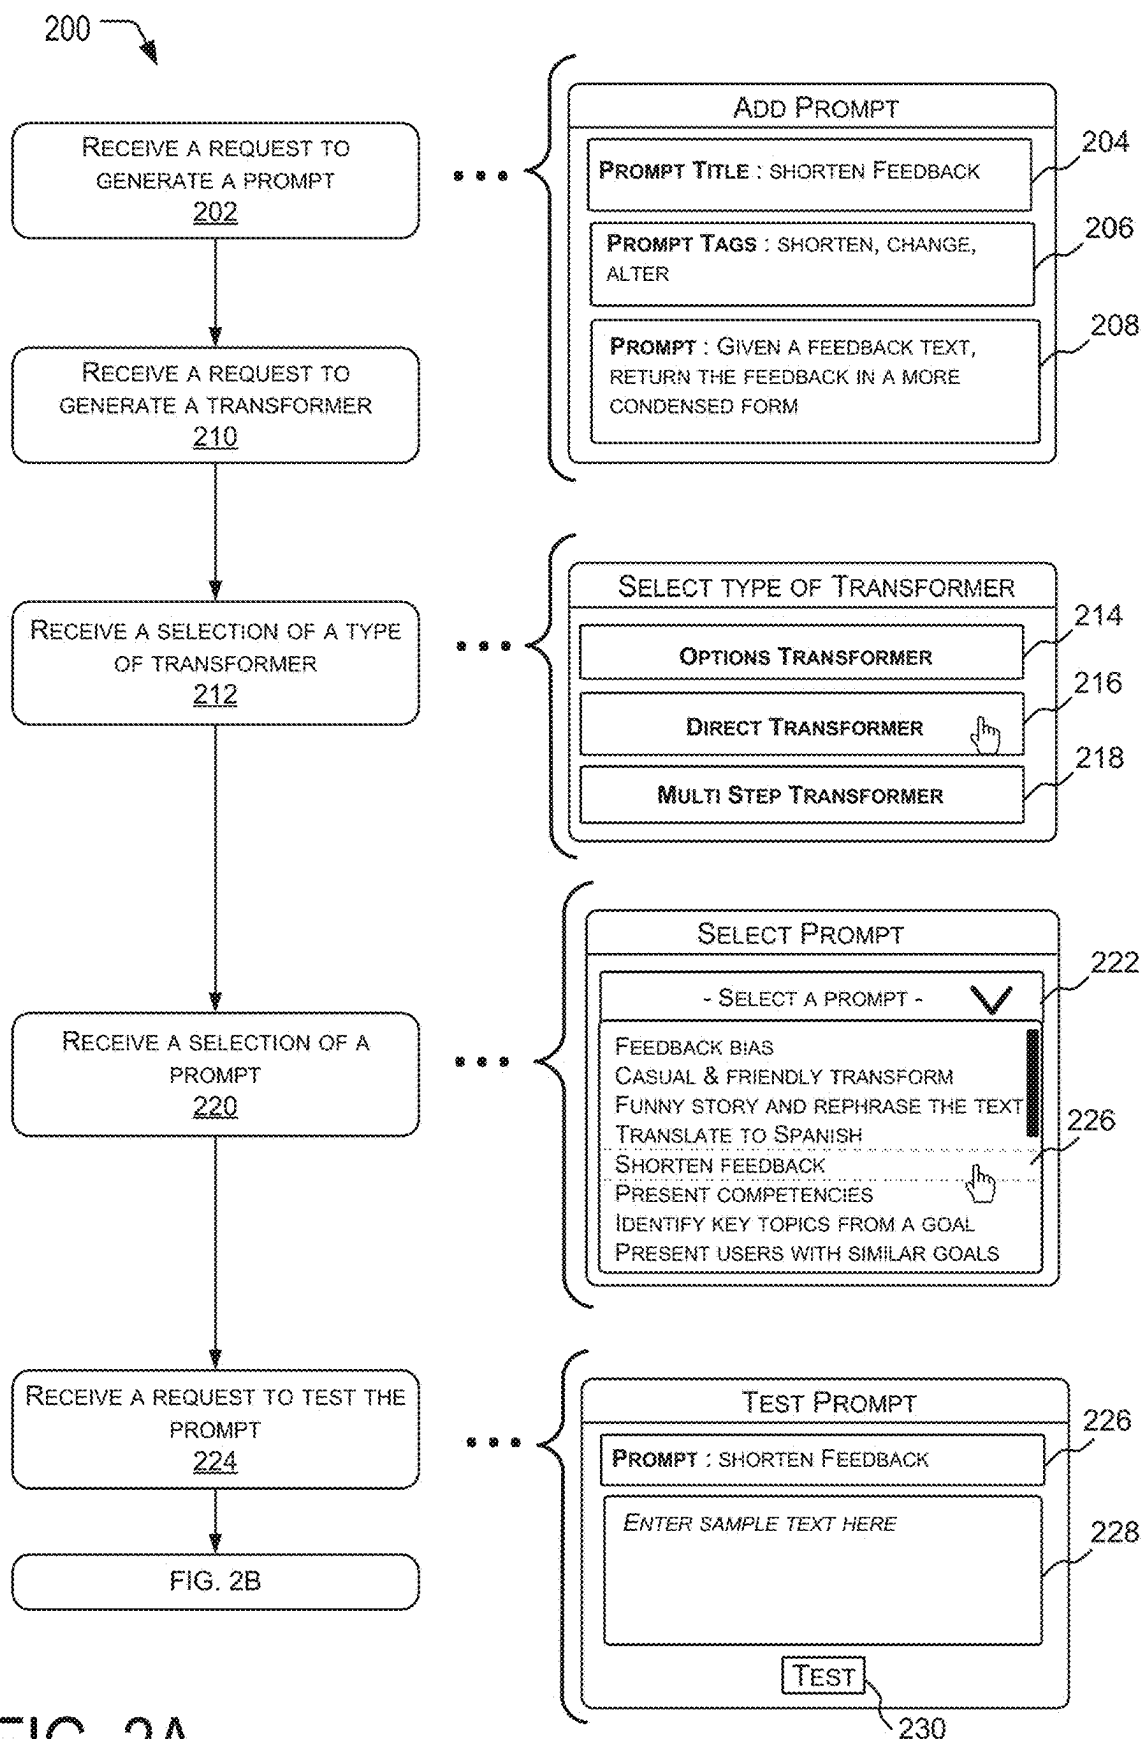 200
RECEIVE A REQUEST TO
GENERATE A PROMPT
202
RECEIVE A REQUEST TO
GENERATE A TRANSFORMER
210
RECEIVE A SELECTION OF A TYPE
OF TRANSFORMER
212
RECEIVE A SELECTION OF A
PROMPT
220
RECEIVE A REQUEST TO TEST THE
PROMPT
224
FIG. 2B
ADD PROMPT
PROMPT TITLE : SHORTEN FEEDBACK
204
PROMPT TAGS : SHORTEN, CHANGE,
ALTER
206
PROMPT : GIVEN A FEEDBACK TEXT,
RETURN THE FEEDBACK IN A MORE
CONDENSED FORM
208
SELECT TYPE OF TRANSFORMER
OPTIONS TRANSFORMER
214
DIRECT TRANSFORMER
216
MULTI STEP TRANSFORMER
218
SELECT PROMPT
- SELECT A PROMPT -
222
FEEDBACK BIAS
CASUAL & FRIENDLY TRANSFORM
FUNNY STORY AND REPHRASE THE TEXT
TRANSLATE TO SPANISH
SHORTEN FEEDBACK
226
PRESENT COMPETENCIES
IDENTIFY KEY TOPICS FROM A GOAL
PRESENT USERS WITH SIMILAR GOALS
TEST PROMPT
PROMPT : SHORTEN FEEDBACK
226
ENTER SAMPLE TEXT HERE
228
TEST
230
FIG. 2A